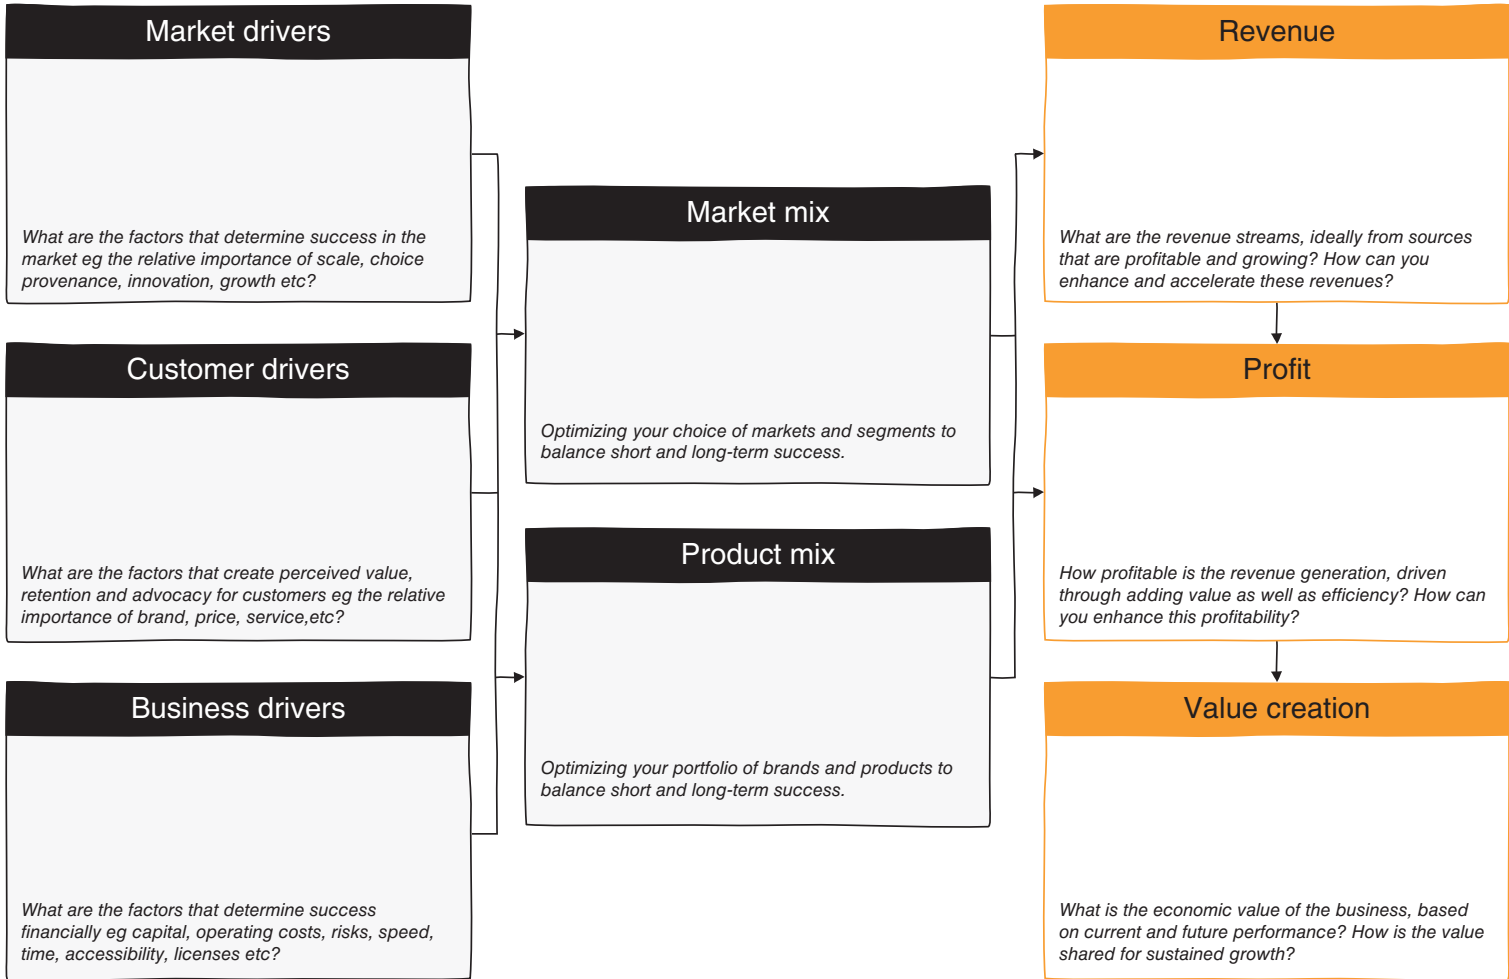 Market drivers
What are the factors that determine success in the
market eg the relative importance of scale, choice
provenance, innovation, growth etc?
Customer drivers
What are the factors that create perceived value,
retention and advocacy for customers eg the relative
importance of brand, price, service,etc?
Business drivers
What are the factors that determine success
financially eg capital, operating costs, risks, speed,
time, accessibility, licenses etc?
Market mix
Optimizing your choice of markets and segments to
balance short and long-term success.
Product mix
Optimizing your portfolio of brands and products to
balance short and long-term success.
Revenue
What are the revenue streams, ideally from sources
that are profitable and growing? How can you
enhance and accelerate these revenues?
Profit
How profitable is the revenue generation, driven
through adding value as well as efficiency? How can
you enhance this profitability?
Value creation
What is the economic value of the business, based
on current and future performance? How is the value
shared for sustained growth?